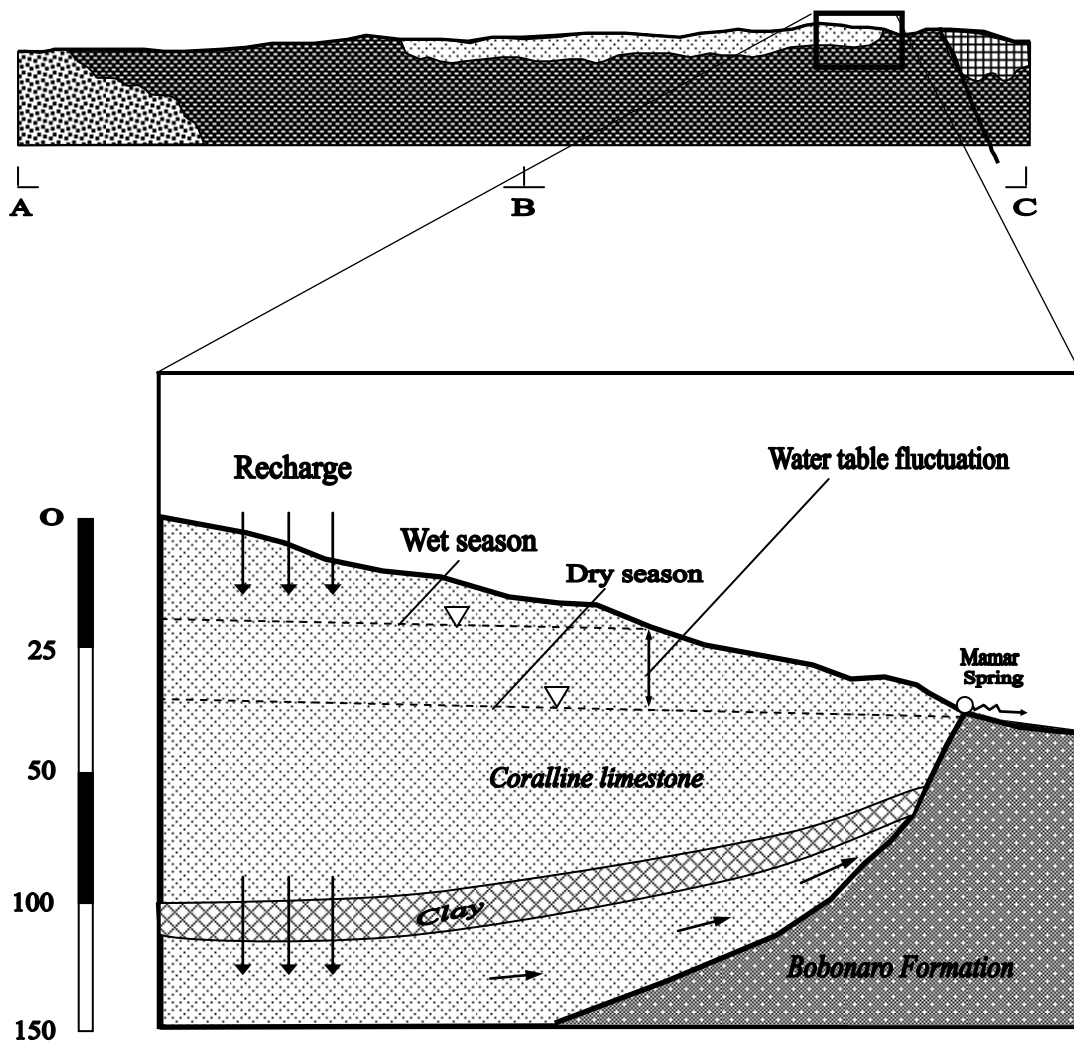 A B C
Recharge
Water table fluctuation
0
Wet season
Dry season
25
Mamar
Spring
50
Coralline limestone
100
Clay
Bobonaro Formation
150